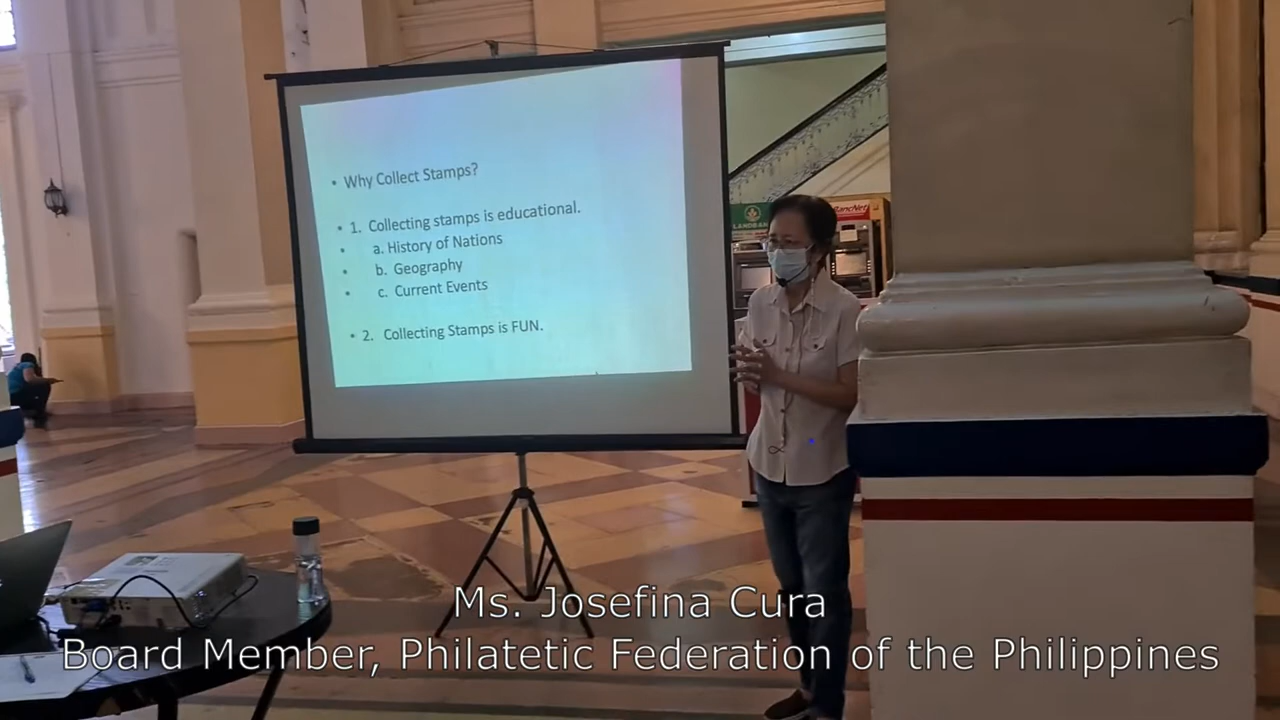 LANDBANK
BancNet
• Why Collect Stamps?
• 1. Collecting stamps is educational.
• a. History of Nations
• b. Geography
• c. Current Events
• 2. Collecting Stamps is FUN.
Ms. Josefina Cura
Board Member, Philatetic Federation of the Philippines